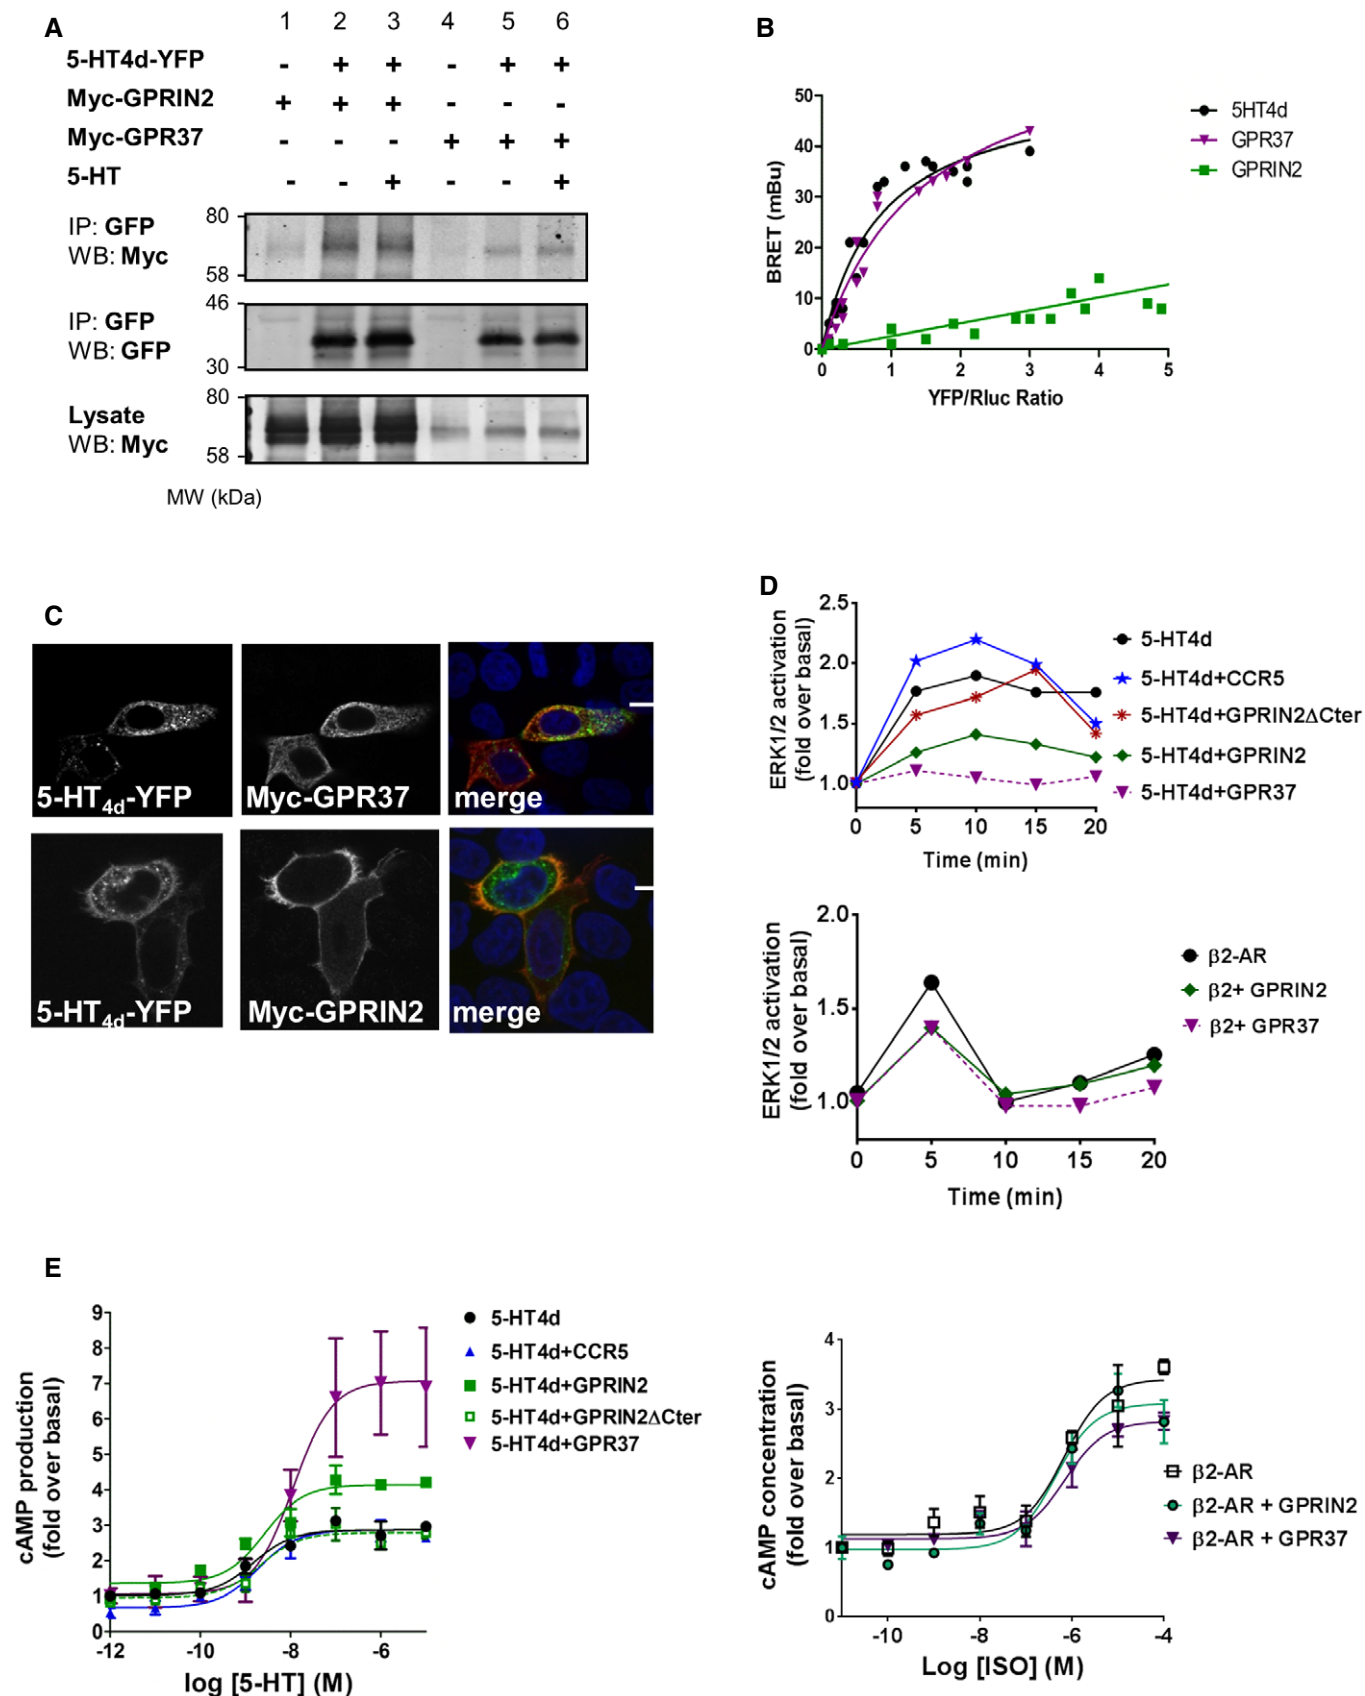 A
1 2 3 4 5 6
5-HT4d-YFP - + + - + +
Myc-GPRIN2 + + + - - -
Myc-GPR37 - - - + + +
5-HT - - + - - +
IP: GFP
WB: Myc
80
58
IP: GFP
WB: GFP
46
30
Lysate
WB: Myc
80
58
MW (kDa)
B
BRET (mBu)
50
40
30
20
10
0
0 1 2 3 4 5
YFP/Rluc Ratio
5HT4d
GPR37
GPRIN2
C
5-HT4d-YFP
Myc-GPR37
merge
5-HT4d-YFP
Myc-GPRIN2
merge
D
ERK1/2 activation
(fold over basal)
2.5
2.0
1.5
1.0
0 5 10 15 20
Time (min)
5-HT4d
5-HT4d+CCR5
5-HT4d+GPRIN2ΔCter
5-HT4d+GPRIN2
5-HT4d+GPR37
ERK1/2 activation
(fold over basal)
2.0
1.5
1.0
0 5 10 15 20
Time (min)
β2-AR
β2+ GPRIN2
β2+ GPR37
E
cAMP production
(fold over basal)
9
8
7
6
5
4
3
2
1
0
-12 -10 -8 -6
log [5-HT] (M)
5-HT4d
5-HT4d+CCR5
5-HT4d+GPRIN2
5-HT4d+GPRIN2ΔCter
5-HT4d+GPR37
cAMP concentration
(fold over basal)
4
3
2
1
0
-10 -8 -6 -4
Log [ISO] (M)
β2-AR
β2-AR + GPRIN2
β2-AR + GPR37